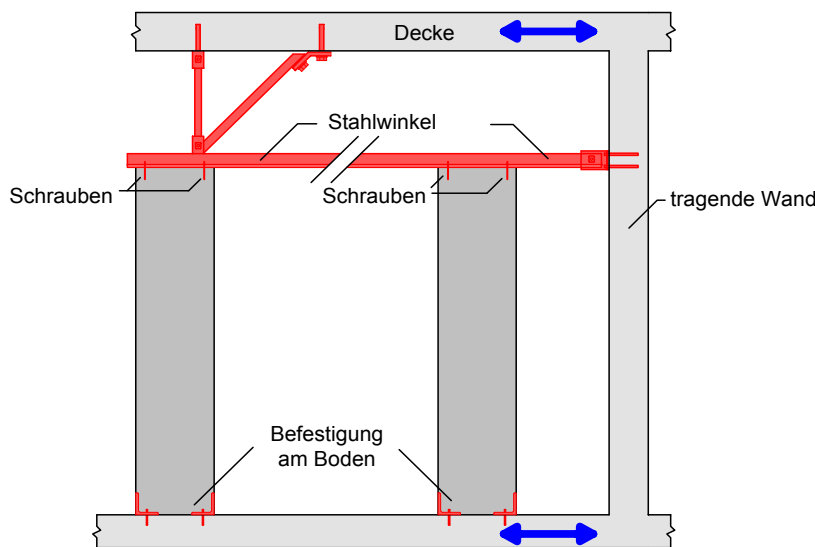 Decke
Stahlwinkel
Schrauben
Schrauben
tragende Wand
Befestigung
am Boden